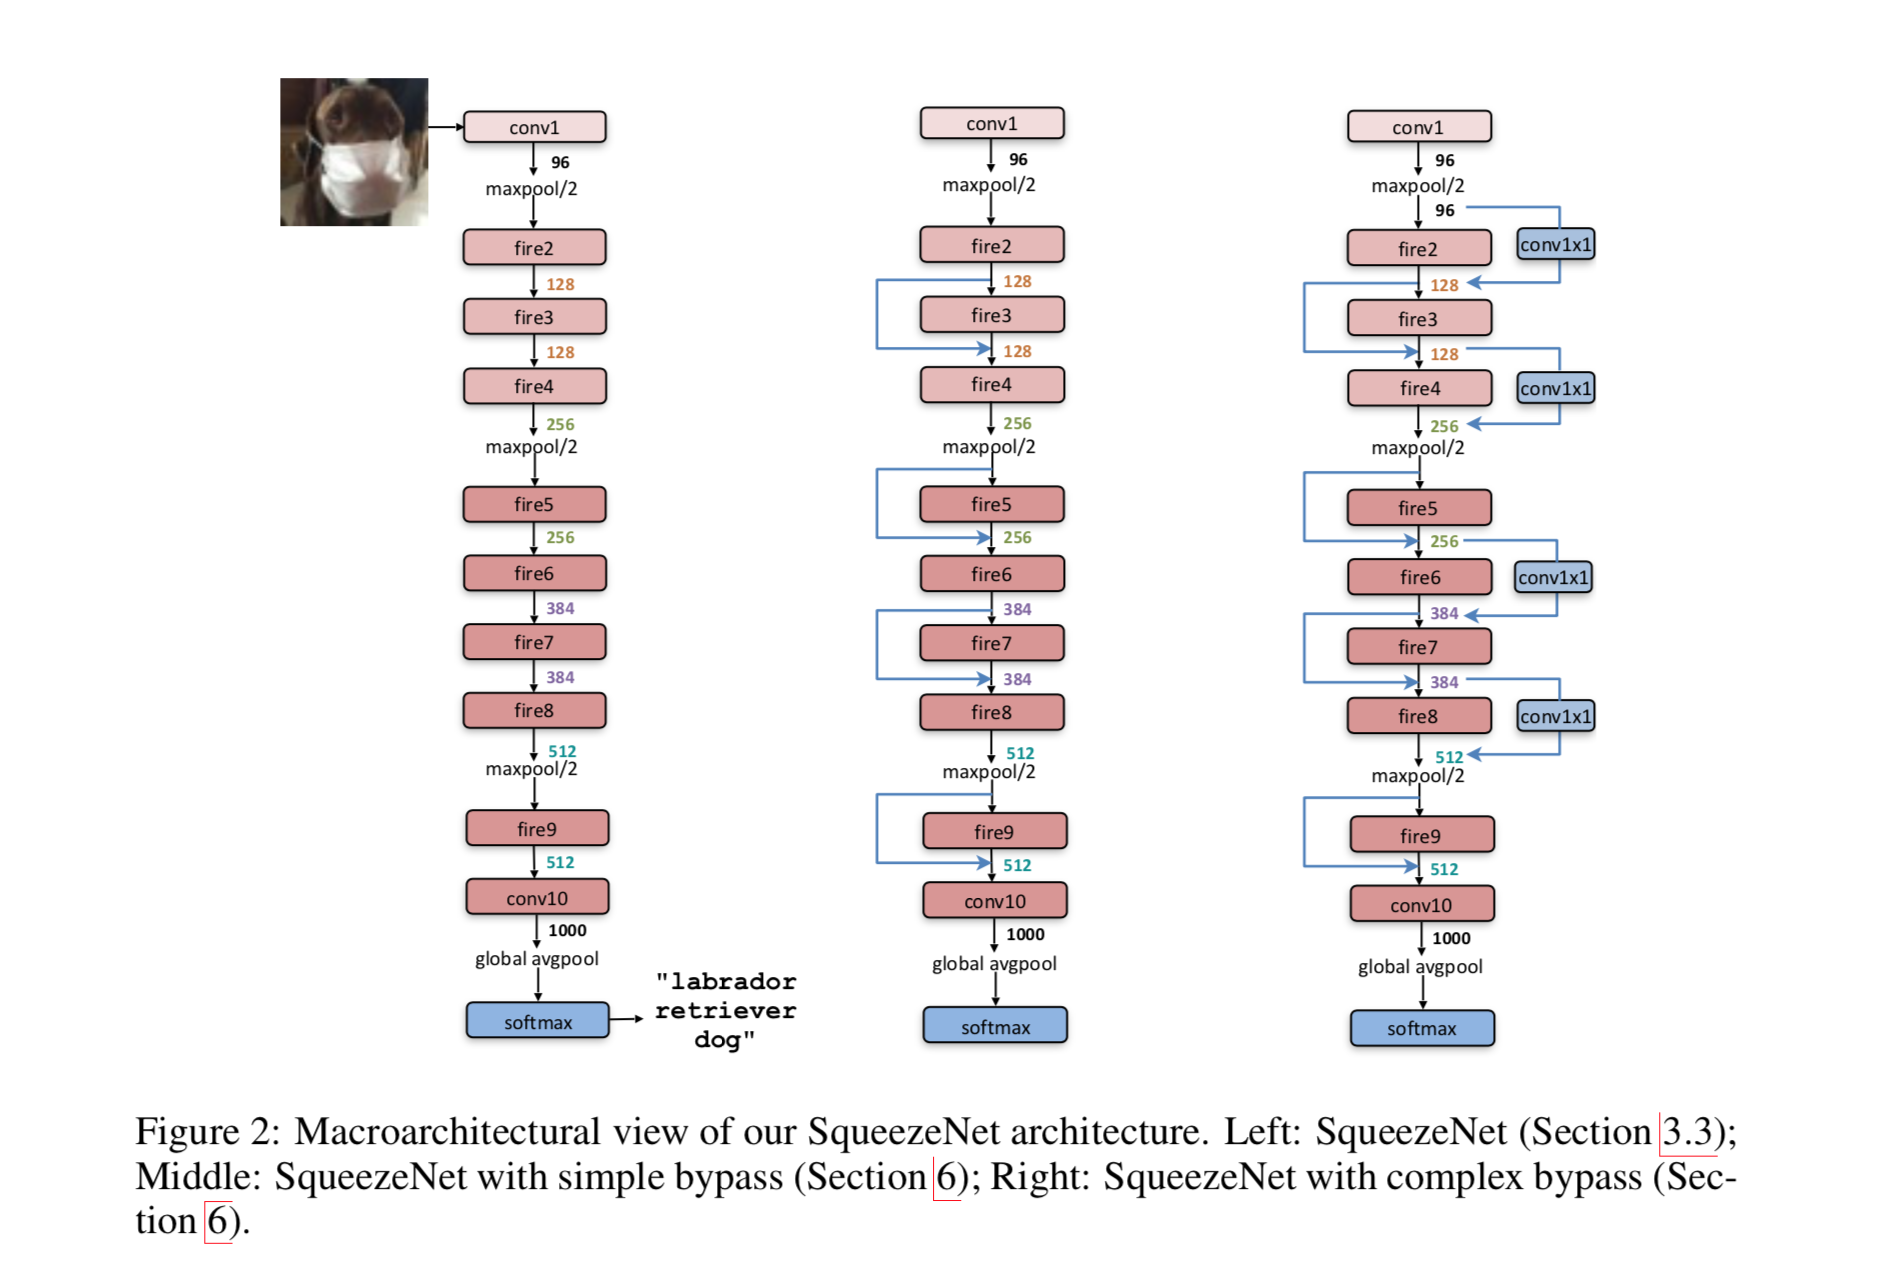 conv1
96
maxpool/2
fire2
128
fire3
128
fire4
256
maxpool/2
fire5
256
fire6
384
fire7
384
fire8
512
maxpool/2
fire9
512
conv10
1000
global avgpool
softmax
"labrador
retriever
dog"
conv1
96
maxpool/2
fire2
128
fire3
128
fire4
256
maxpool/2
fire5
256
fire6
384
fire7
384
fire8
512
maxpool/2
fire9
512
conv10
1000
global avgpool
softmax
conv1
96
maxpool/2
96
conv1x1
fire2
128
fire3
128
conv1x1
fire4
256
maxpool/2
fire5
256
conv1x1
fire6
384
fire7
384
conv1x1
fire8
512
maxpool/2
fire9
512
conv10
1000
global avgpool
softmax
Figure 2: Macroarchitectural view of our SqueezeNet architecture. Left: SqueezeNet (Section 3.3);
Middle: SqueezeNet with simple bypass (Section 6); Right: SqueezeNet with complex bypass (Sec-
tion 6).